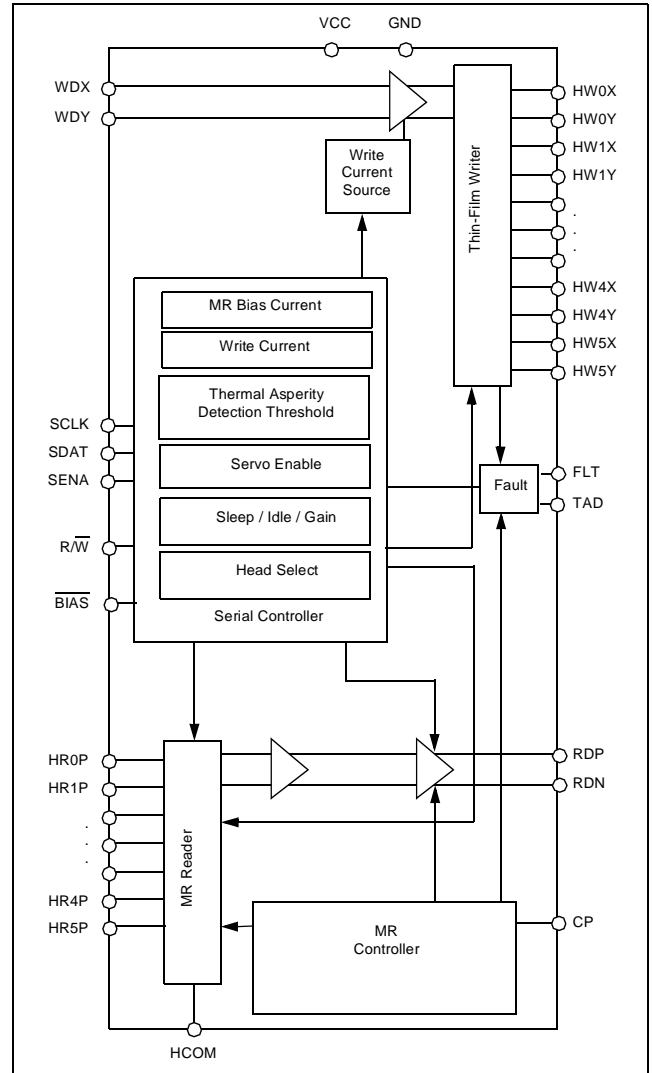 VCC GND
WDX
WDY
HW0X
HW0Y
HW1X
HW1Y
.
.
.
HW4X
HW4Y
HW5X
HW5Y
Write
Current
Source
Thin-Film Writer
MR Bias Current
Write Current
Thermal Asperity
Detection Threshold
Servo Enable
Sleep / Idle / Gain
Head Select
Serial Controller
SCLK
SDAT
SENA
R/W̅
B̅I̅A̅S̅
Fault
FLT
TAD
HR0P
HR1P
.
.
.
HR4P
HR5P
MR Reader
RDP
RDN
MR
Controller
CP
HCOM